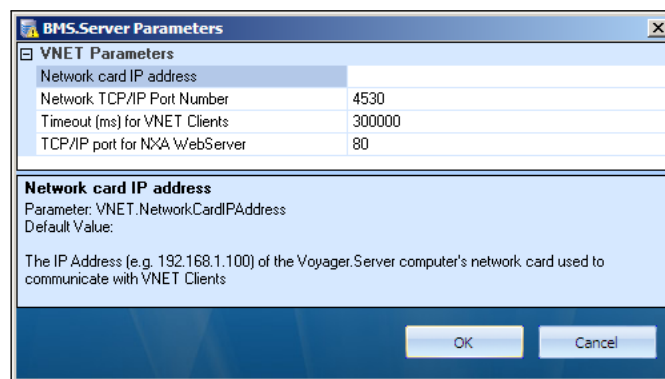 BMS.Server Parameters
VNET Parameters
Network card IP address
Network TCP/IP Port Number 4530
Timeout (ms) for VNET Clients 300000
TCP/IP port for NXA WebServer 80
Network card IP address
Parameter: VNET.NetworkCardIPAddress
Default Value:
The IP Address (e.g. 192.168.1.100) of the Voyager.Server computer's network card used to
communicate with VNET Clients
OK Cancel